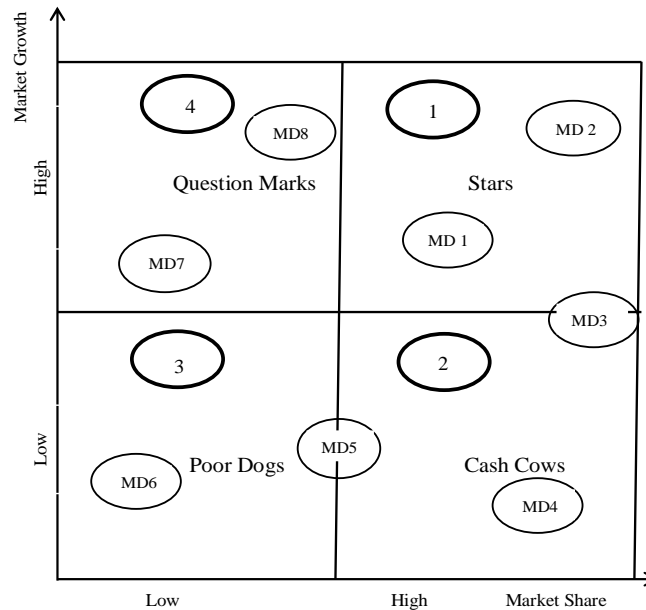 Market Growth
High
Low
4
1
MD8
MD 2
Question Marks
Stars
MD 1
MD7
MD3
3
2
MD5
Poor Dogs
Cash Cows
MD6
MD4
Low
High
Market Share